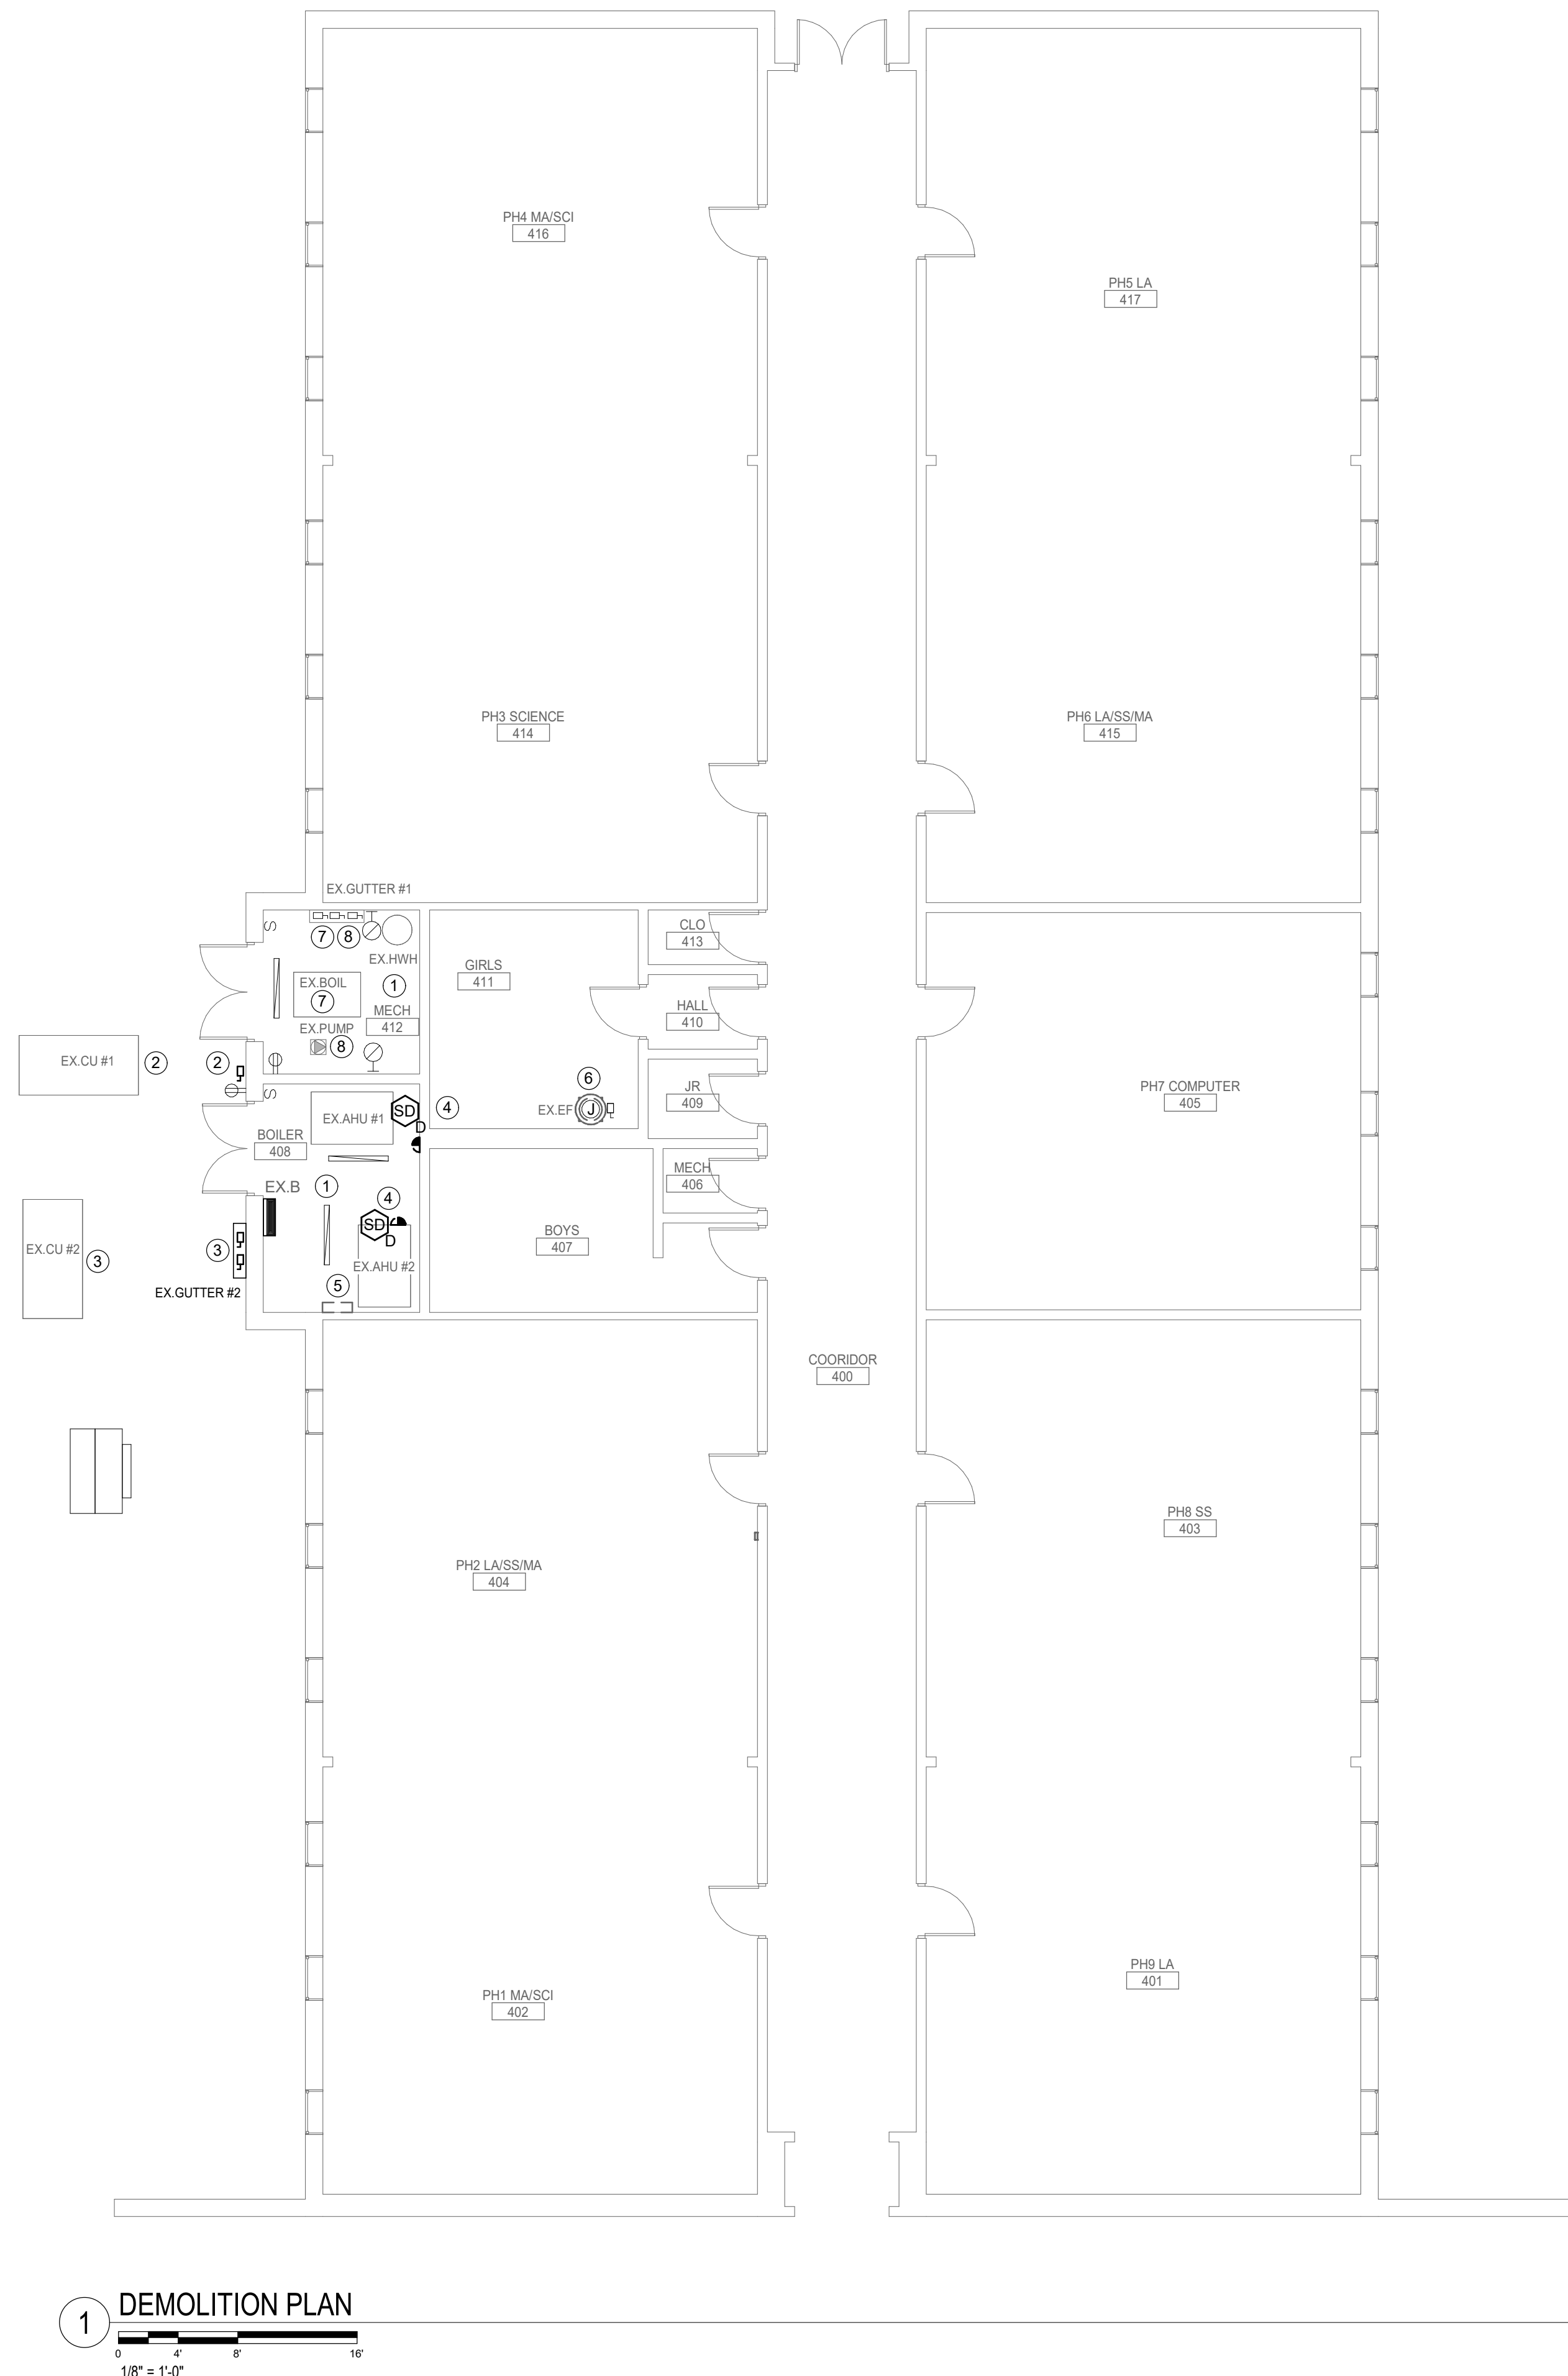 PH4 MA/SCI
416
PH5 LA
417
PH3 SCIENCE
414
PH6 LA/SS/MA
415
EX.GUTTER #1
S
7
8
EX.HWH
EX.BOIL
7
1
MECH
412
EX.PUMP
8
GIRLS
411
CLO
413
HALL
410
EX.CU #1
2
2
S
EX.AHU #1
SD
D
4
BOILER
408
6
EX.EF
J
JR
409
PH7 COMPUTER
405
EX.B
1
4
SD
D
MECH
406
BOYS
407
EX.CU #2
3
3
EX.AHU #2
EX.GUTTER #2
5
COORIDOR
400
PH8 SS
403
PH2 LA/SS/MA
404
PH9 LA
401
PH1 MA/SCI
402
1
DEMOLITION PLAN
0 4' 8' 16'
1/8" = 1'-0"